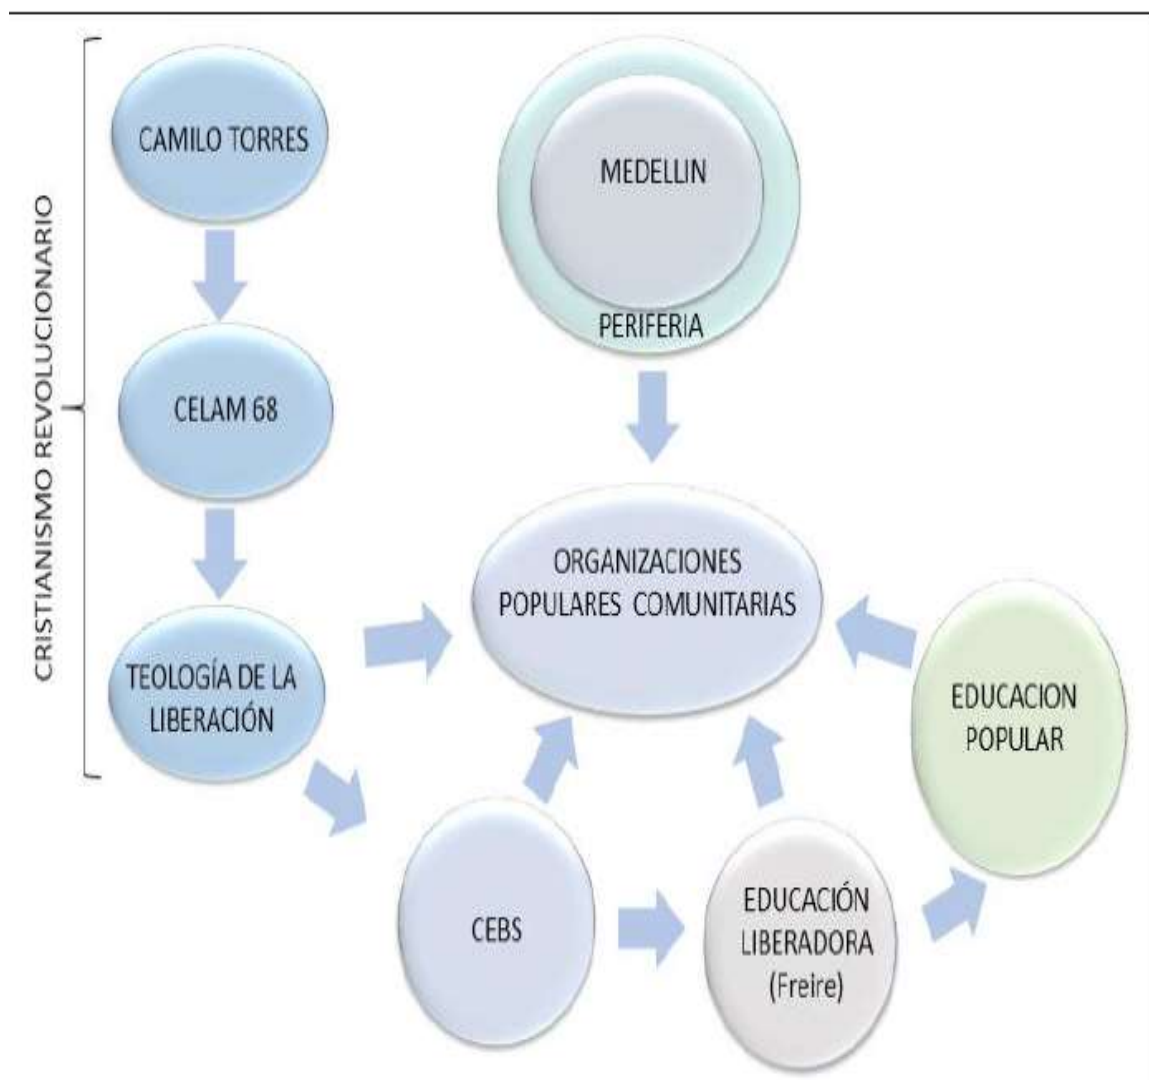 CRISTIANISMO REVOLUCIONARIO
CAMILO TORRES
CELAM 68
TEOLOGÍA DE LA
LIBERACIÓN
MEDELLIN
PERIFERIA
ORGANIZACIONES
POPULARES COMUNITARIAS
CEBS
EDUCACIÓN
LIBERADORA
(Freire)
EDUCACION
POPULAR